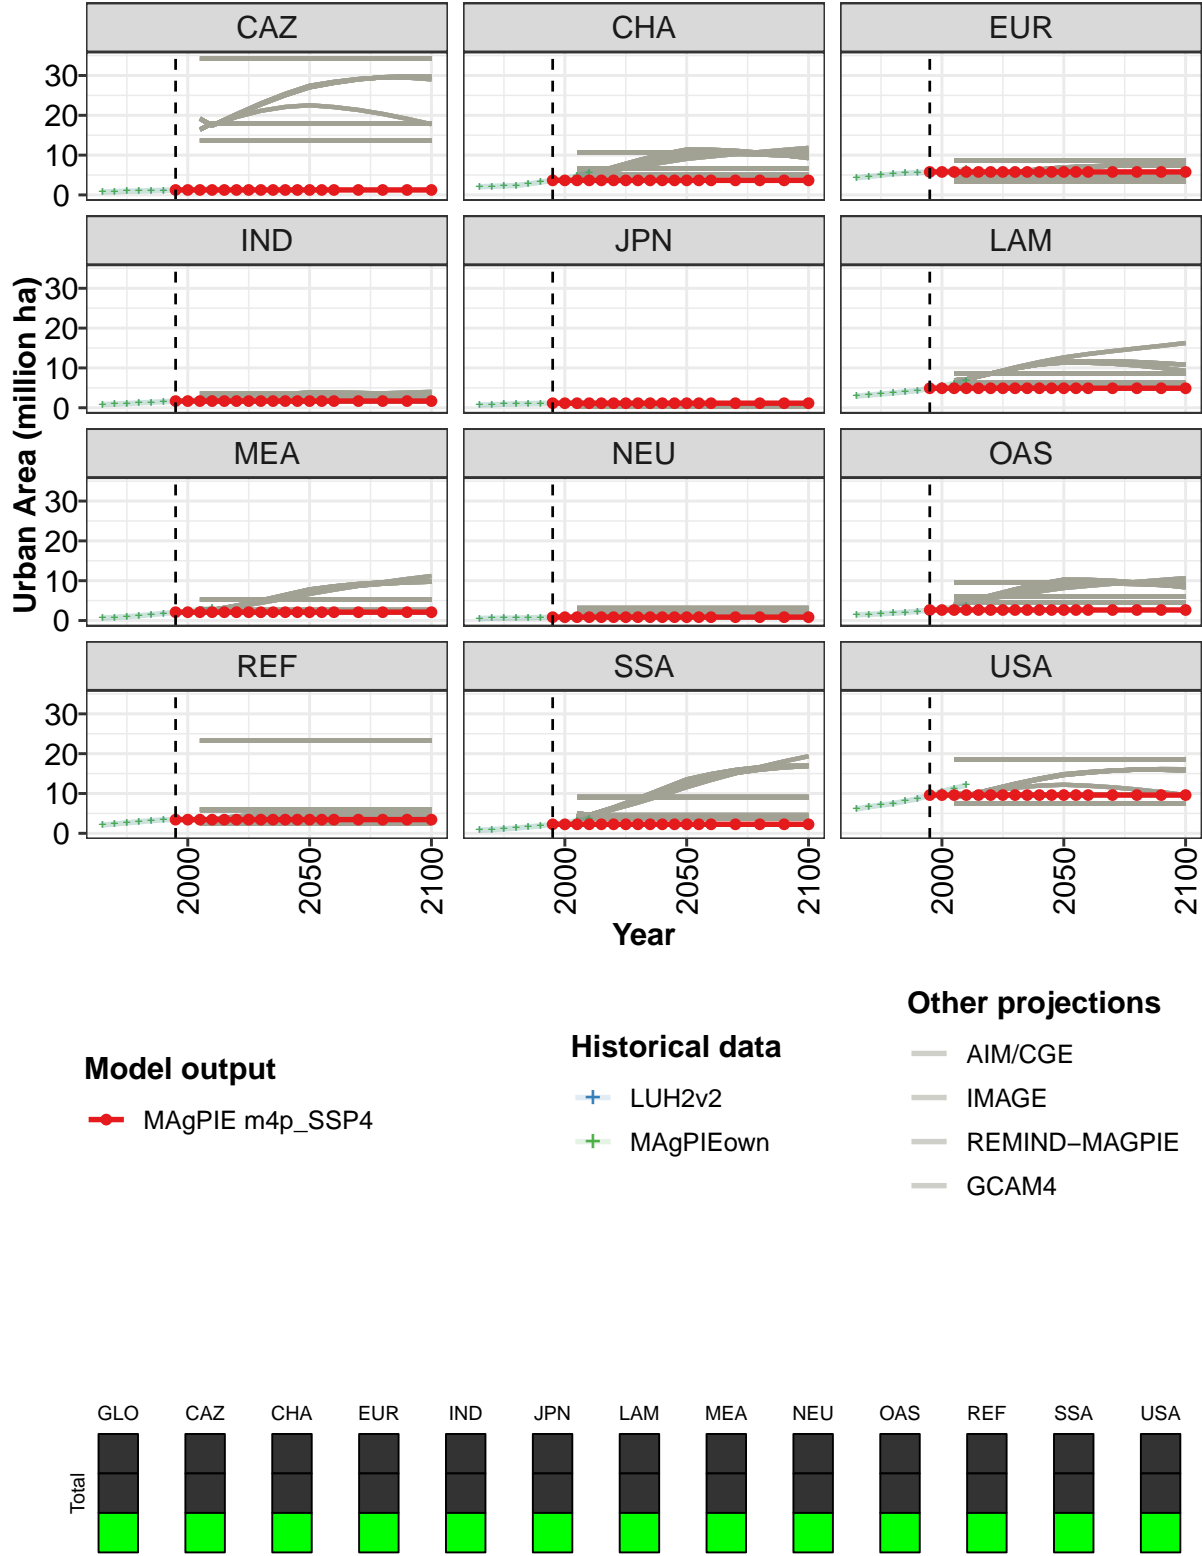 CAZ CHA EUR
30
20
10
0
IND JPN LAM
30
20
10
0
MEA NEU OAS
30
20
10
0
REF SSA USA
30
20
10
0
Urban Area (million ha)
2000 2050 2100 2000 2050 2100 2000 2050 2100
Year
Model output
MAgPIE m4p_SSP4
Historical data
LUH2v2
MAgPIEown
Other projections
AIM/CGE
IMAGE
REMIND−MAGPIE
GCAM4
GLO CAZ CHA EUR IND JPN LAM MEA NEU OAS REF SSA USA
Total